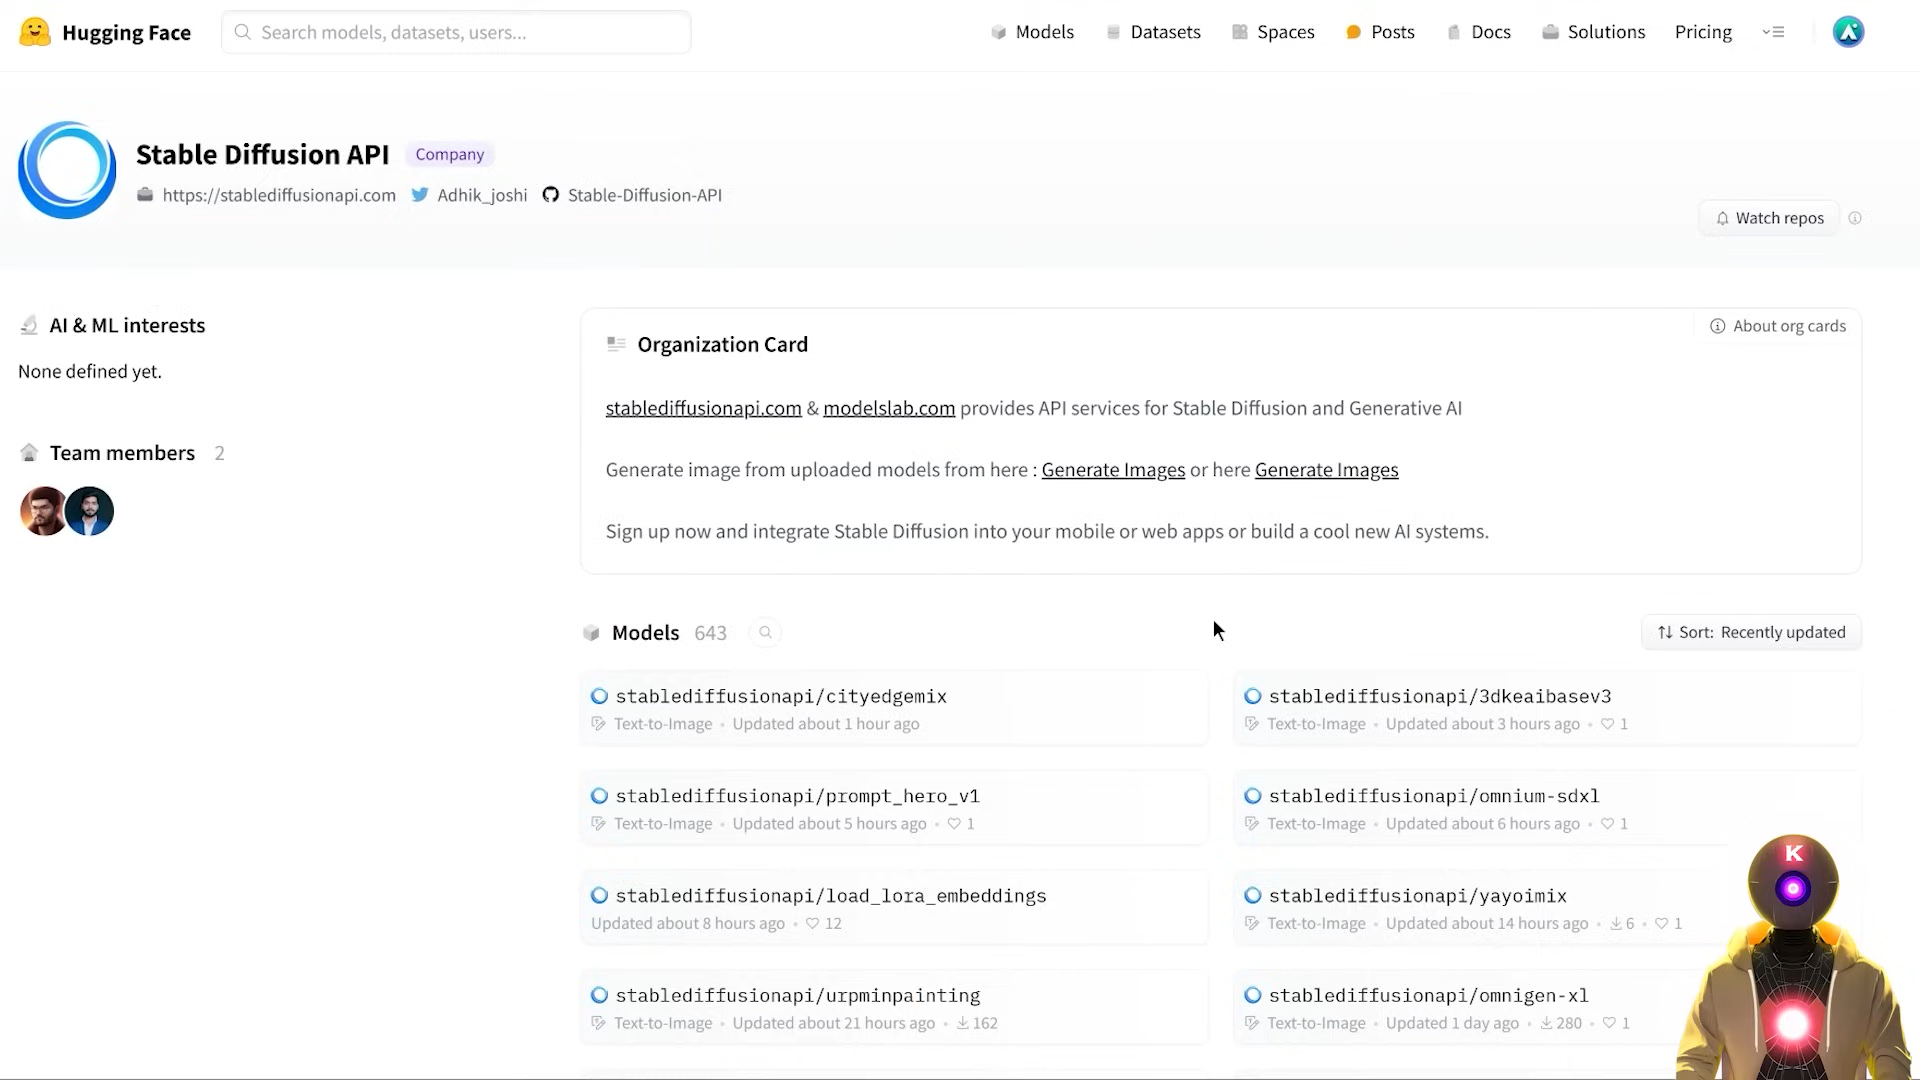 Hugging Face
Search models, datasets, users...
Models
Datasets
Spaces
Posts
Docs
Solutions
Pricing
Stable Diffusion API
Company
https://stablediffusionapi.com
Adhik_joshi
Stable-Diffusion-API
Watch repos
AI & ML interests
None defined yet.
Team members 2
Organization Card
About org cards
stablediffusionapi.com & modelslab.com provides API services for Stable Diffusion and Generative AI
Generate image from uploaded models from here : Generate Images or here Generate Images
Sign up now and integrate Stable Diffusion into your mobile or web apps or build a cool new AI systems.
Models 643
Sort: Recently updated
stablediffusionapi/cityedgemix
Text-to-Image • Updated about 1 hour ago
stablediffusionapi/3dkeaibasev3
Text-to-Image • Updated about 3 hours ago • 1
stablediffusionapi/prompt_hero_v1
Text-to-Image • Updated about 5 hours ago • 1
stablediffusionapi/omnium-sdxl
Text-to-Image • Updated about 6 hours ago • 1
stablediffusionapi/load_lora_embeddings
Updated about 8 hours ago • 12
stablediffusionapi/yayoimix
Text-to-Image • Updated about 14 hours ago • 6 • 1
stablediffusionapi/urpminpainting
Text-to-Image • Updated about 21 hours ago • 162
stablediffusionapi/omnigen-xl
Text-to-Image • Updated 1 day ago • 280 • 1
K